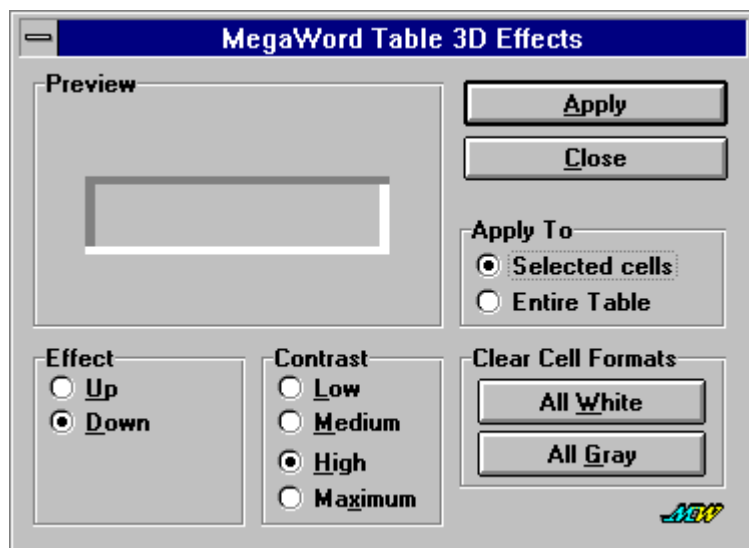 MegaWord Table 3D Effects
Preview
Apply
Close
Apply To
Selected cells
Entire Table
Effect
Up
Down
Contrast
Low
Medium
High
Maximum
Clear Cell Formats
All White
All Gray
MW